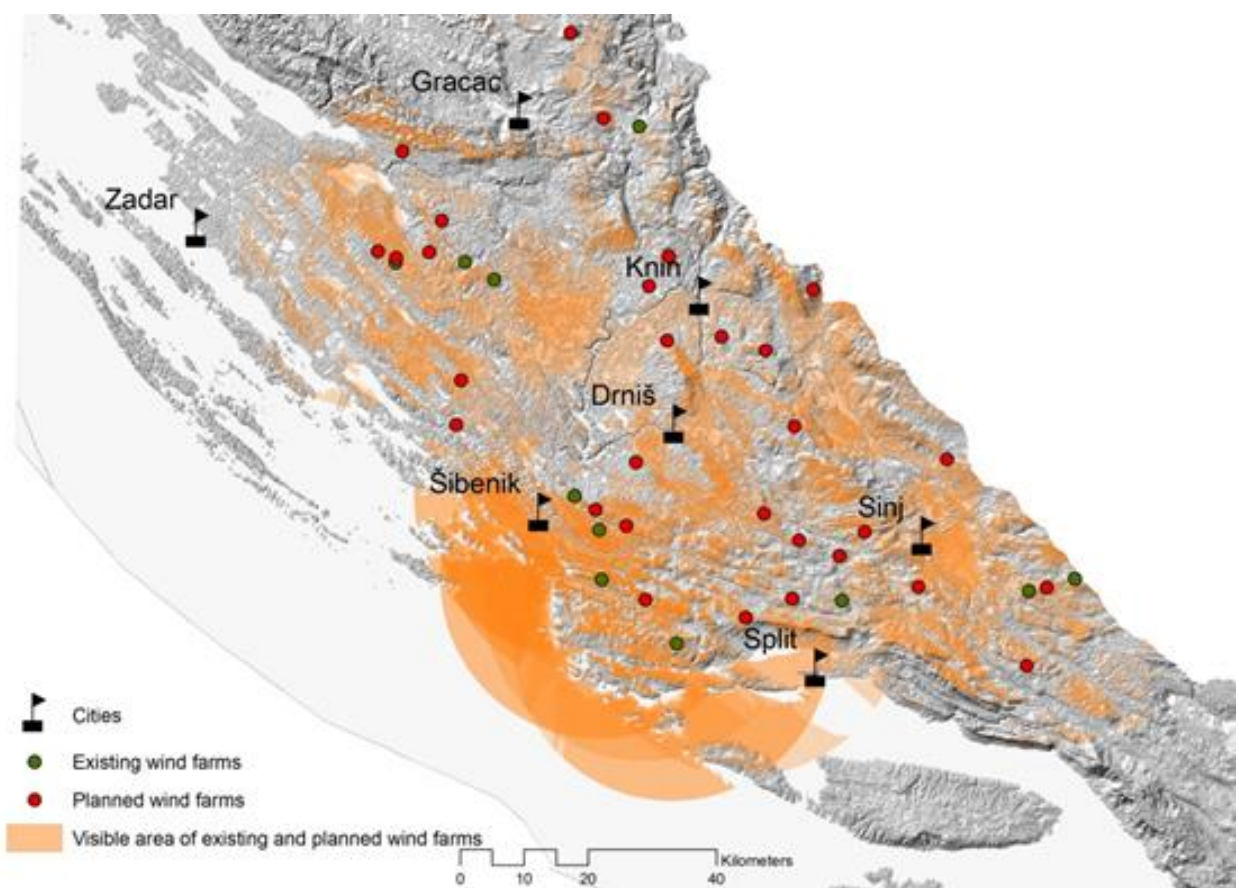 Gracac
Zadar
Knin
Drniš
Šibenik
Sinj
Split
Cities
Existing wind farms
Planned wind farms
Visible area of existing and planned wind farms
Kilometers
0 10 20 40